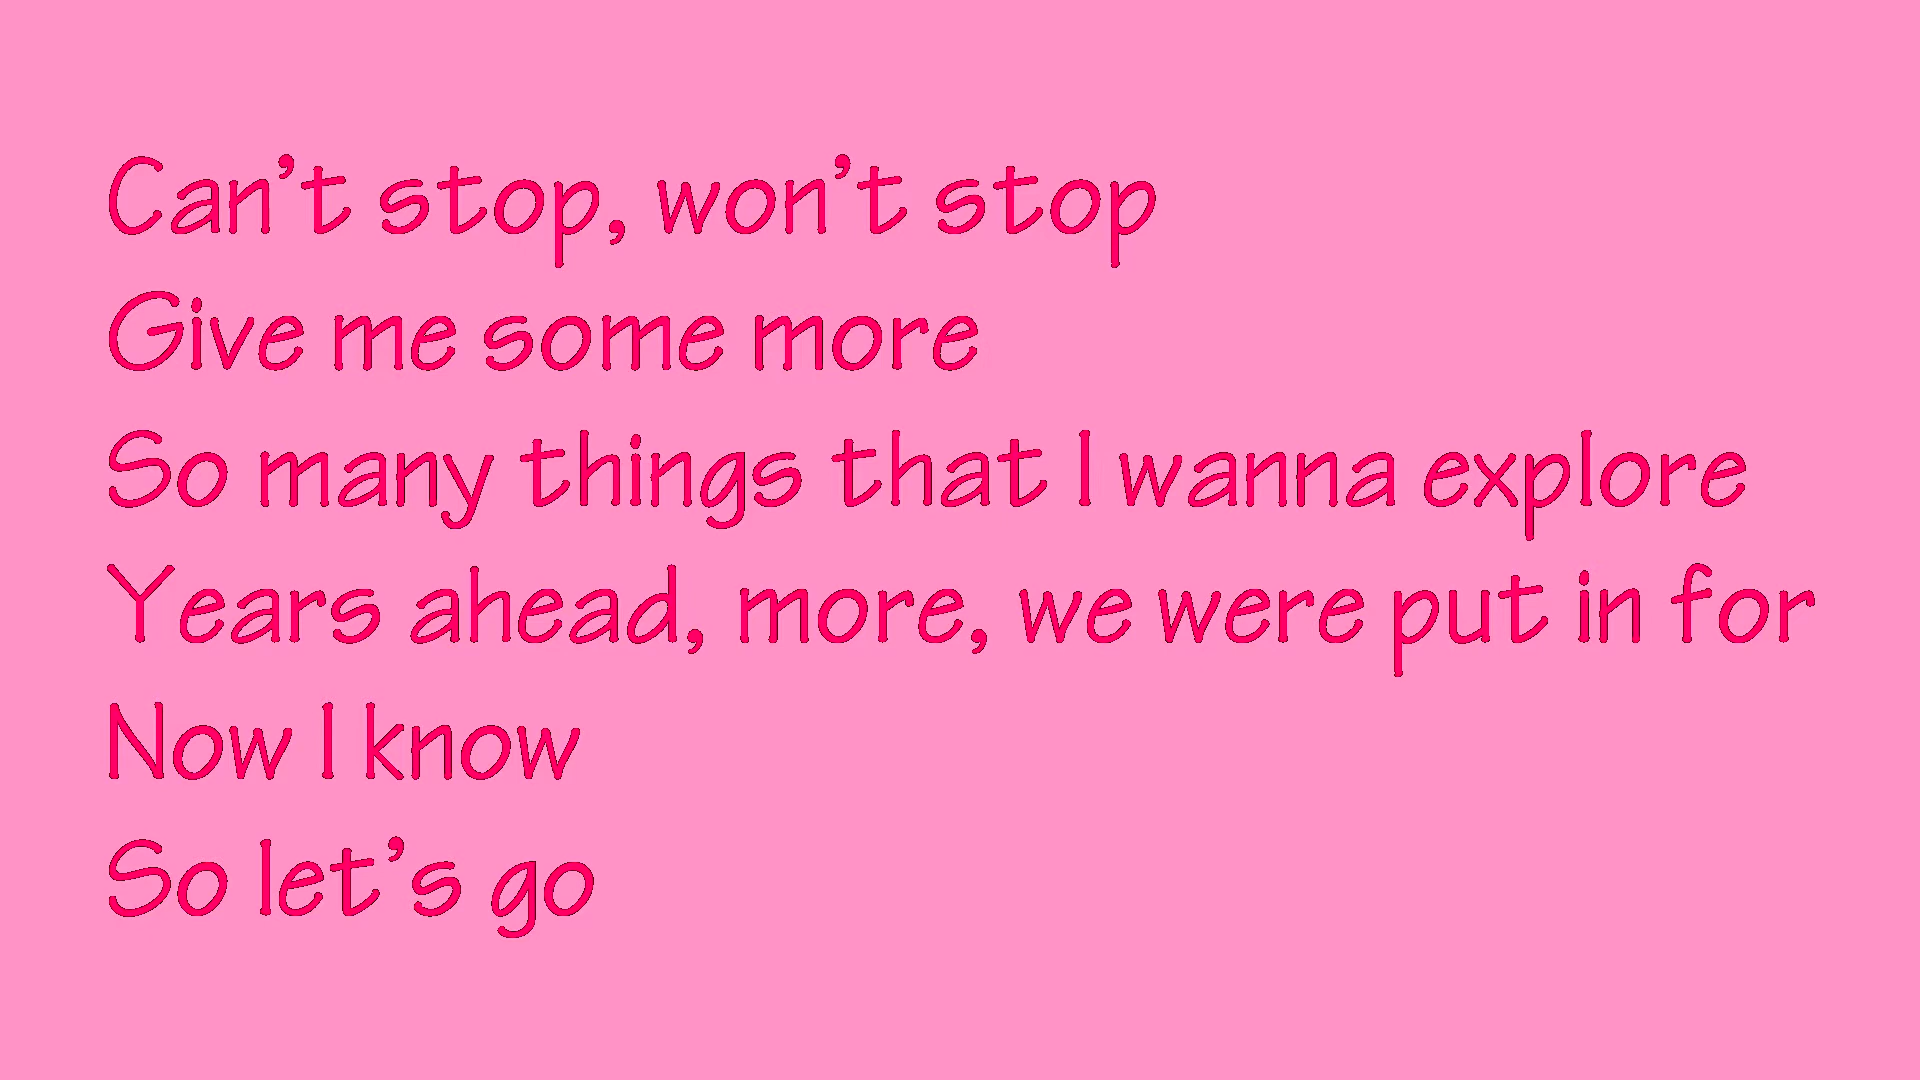 Can’t stop, won’t stop
Give me some more
So many things that I wanna explore
Years ahead, more, we were put in for
Now I know
So let’s go